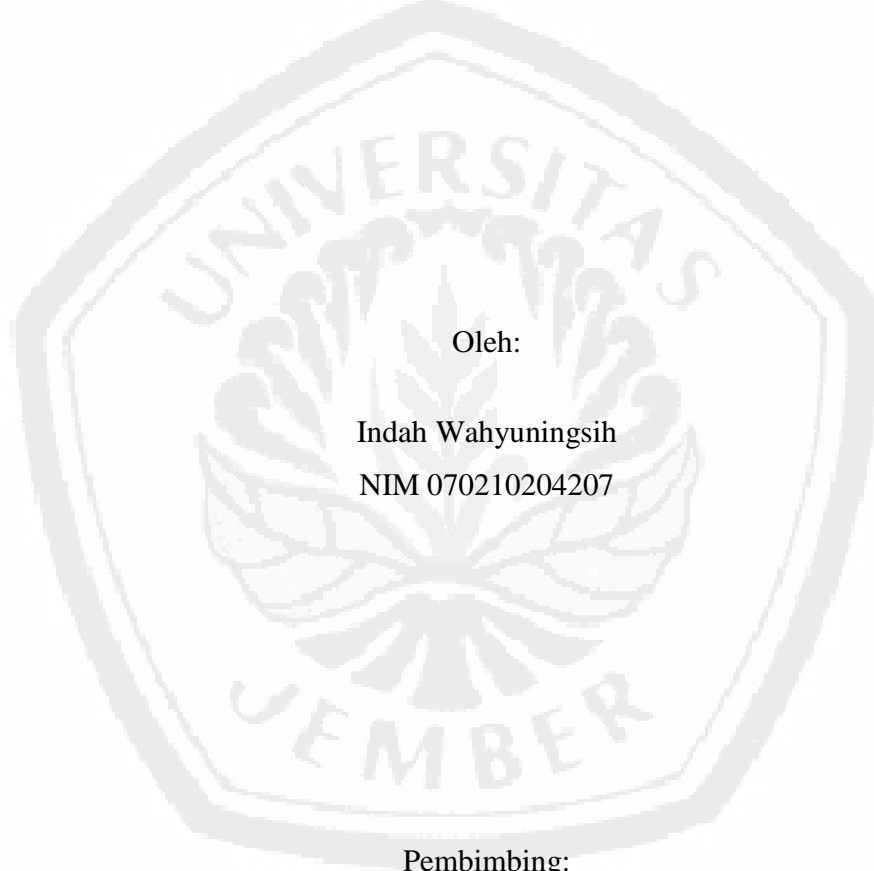 UNIVERSITAS
Oleh:
Indah Wahyuningsih
NIM 070210204207
JEMBER
Pembimbing: